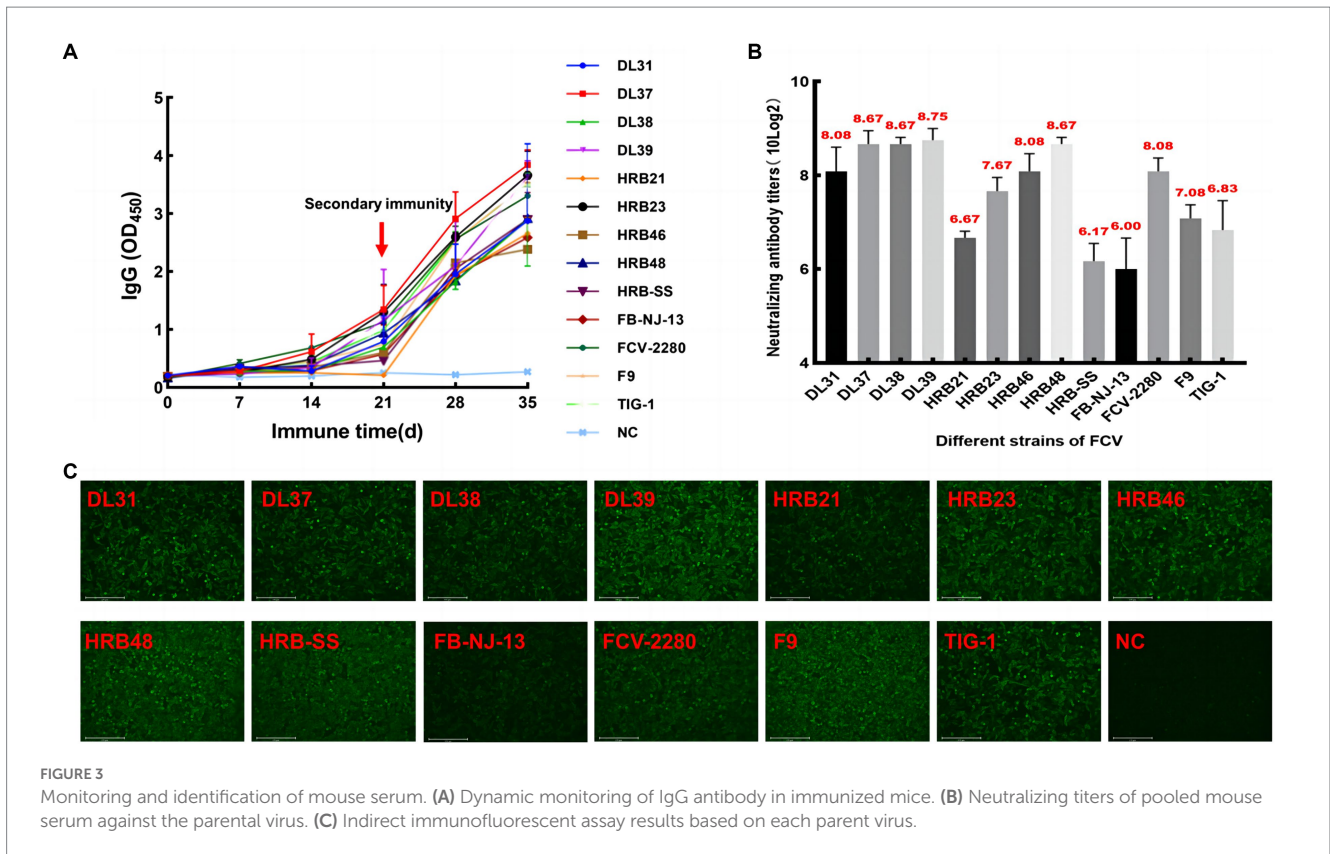 A
IgG (OD450)
5
4
3
2
1
0
0 7 14 21 28 35
Immune time(d)
Secondary immunity
DL31
DL37
DL38
DL39
HRB21
HRB23
HRB46
HRB48
HRB-SS
FB-NJ-13
FCV-2280
F9
TIG-1
NC
B
Neutralizing antibody titers( 10Log2)
10
8
6
4
8.08
8.67
8.67
8.75
6.67
7.67
8.08
8.67
6.17
6.00
8.08
7.08
6.83
DL31
DL37
DL38
DL39
HRB21
HRB23
HRB46
HRB48
HRB-SS
FB-NJ-13
FCV-2280
F9
TIG-1
Different strains of FCV
C
DL31 DL37 DL38 DL39 HRB21 HRB23 HRB46
HRB48 HRB-SS FB-NJ-13 FCV-2280 F9 TIG-1 NC
FIGURE 3
Monitoring and identification of mouse serum. (A) Dynamic monitoring of IgG antibody in immunized mice. (B) Neutralizing titers of pooled mouse
serum against the parental virus. (C) Indirect immunofluorescent assay results based on each parent virus.